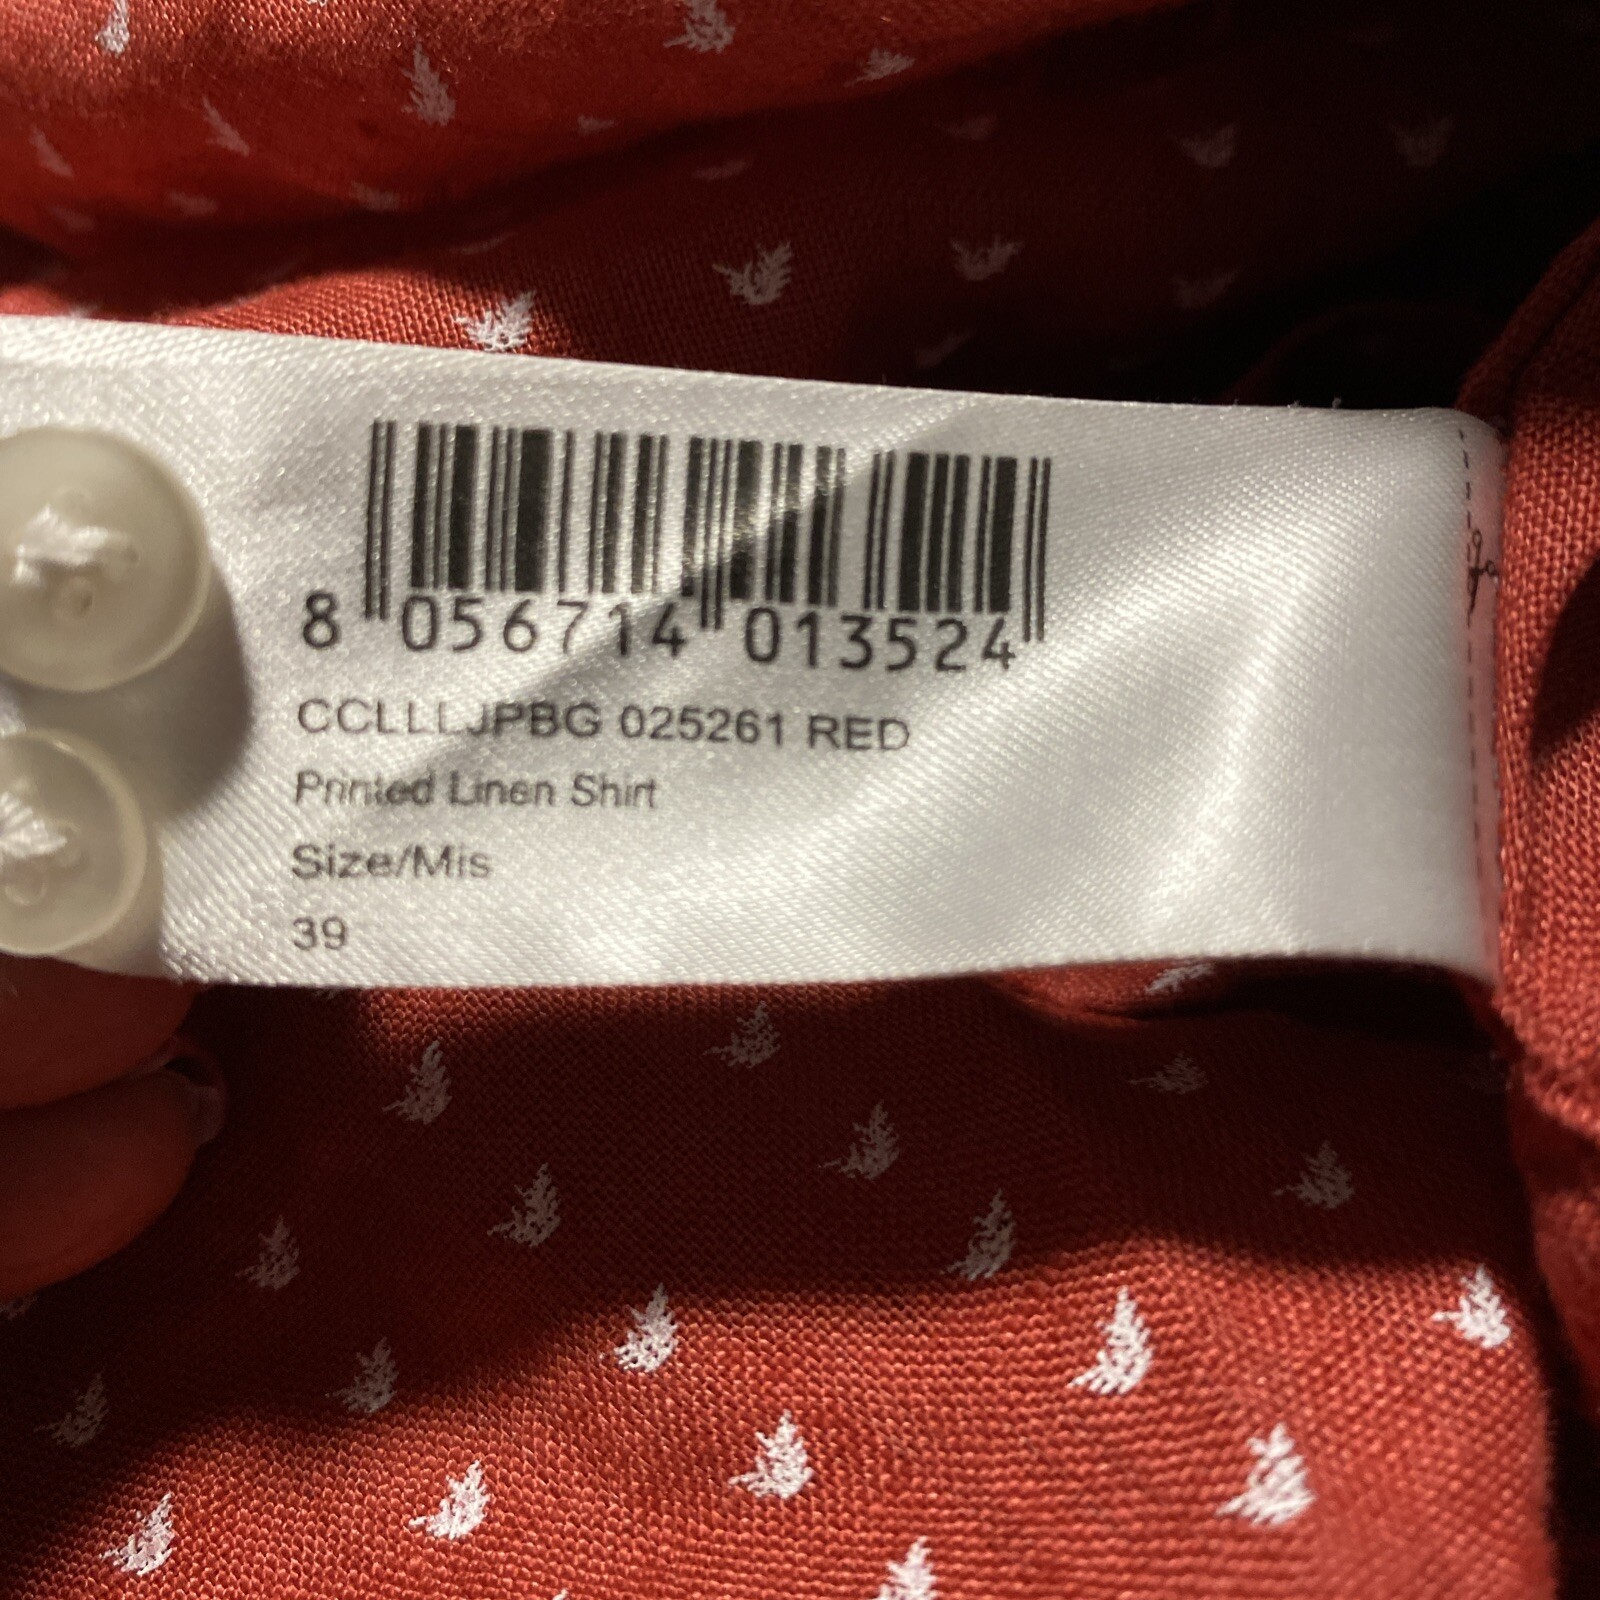 8 056714 013524
CCLLLJPBG 025261 RED
Printed Linen Shirt
Size/Mis
39